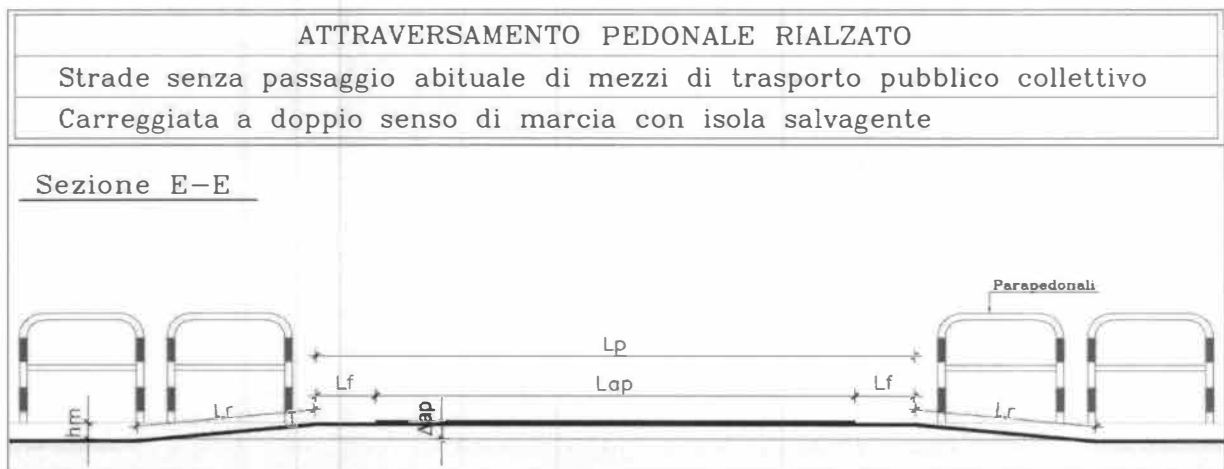 ATTRAVERSAMENTO PEDONALE RIALZATO
Strade senza passaggio abituale di mezzi di trasporto pubblico collettivo
Carreggiata a doppio senso di marcia con isola salvagente
Sezione E-E
Parapedonali
Lp
Lf Lap Lf
Lr Lr
hm Δap